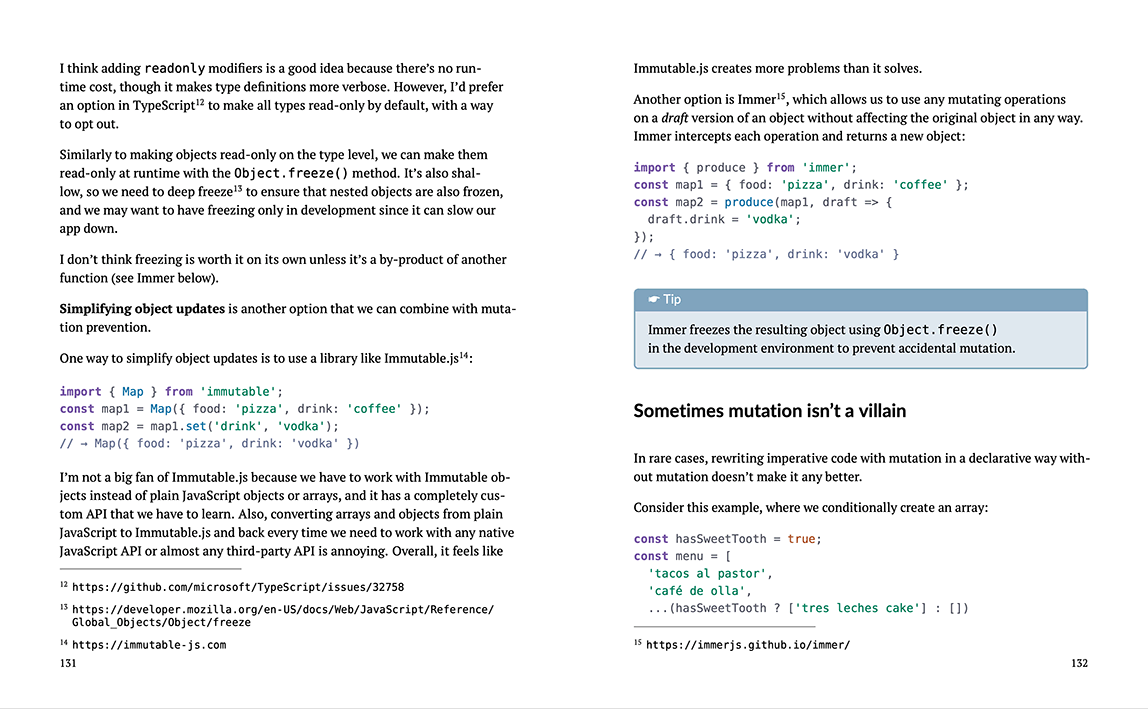 I think adding readonly modifiers is a good idea because there's no run-
time cost, though it makes type definitions more verbose. However, I'd prefer
an option in TypeScript¹² to make all types read-only by default, with a way
to opt out.
Similarly to making objects read-only on the type level, we can make them
read-only at runtime with the Object.freeze() method. It's also shal-
low, so we need to deep freeze¹³ to ensure that nested objects are also frozen,
and we may want to have freezing only in development since it can slow our
app down.
I don't think freezing is worth it on its own unless it's a by-product of another
function (see Immer below).
Simplifying object updates is another option that we can combine with muta-
tion prevention.
One way to simplify object updates is to use a library like Immutable.js¹⁴:
import { Map } from 'immutable';
const map1 = Map({ food: 'pizza', drink: 'coffee' });
const map2 = map1.set('drink', 'vodka');
// → Map({ food: 'pizza', drink: 'vodka' })
I'm not a big fan of Immutable.js because we have to work with Immutable ob-
jects instead of plain JavaScript objects or arrays, and it has a completely cus-
tom API that we have to learn. Also, converting arrays and objects from plain
JavaScript to Immutable.js and back every time we need to work with any native
JavaScript API or almost any third-party API is annoying. Overall, it feels like
¹² https://github.com/microsoft/TypeScript/issues/32758
¹³ https://developer.mozilla.org/en-US/docs/Web/JavaScript/Reference/
Global_Objects/Object/freeze
¹⁴ https://immutable-js.com
131
Immutable.js creates more problems than it solves.
Another option is Immer¹⁵, which allows us to use any mutating operations
on a draft version of an object without affecting the original object in any way.
Immer intercepts each operation and returns a new object:
import { produce } from 'immer';
const map1 = { food: 'pizza', drink: 'coffee' };
const map2 = produce(map1, draft => {
  draft.drink = 'vodka';
});
// → { food: 'pizza', drink: 'vodka' }
☛ Tip
Immer freezes the resulting object using Object.freeze()
in the development environment to prevent accidental mutation.
Sometimes mutation isn't a villain
In rare cases, rewriting imperative code with mutation in a declarative way with-
out mutation doesn't make it any better.
Consider this example, where we conditionally create an array:
const hasSweetTooth = true;
const menu = [
  'tacos al pastor',
  'café de olla',
  ...(hasSweetTooth ? ['tres leches cake'] : [])
¹⁵ https://immerjs.github.io/immer/
132